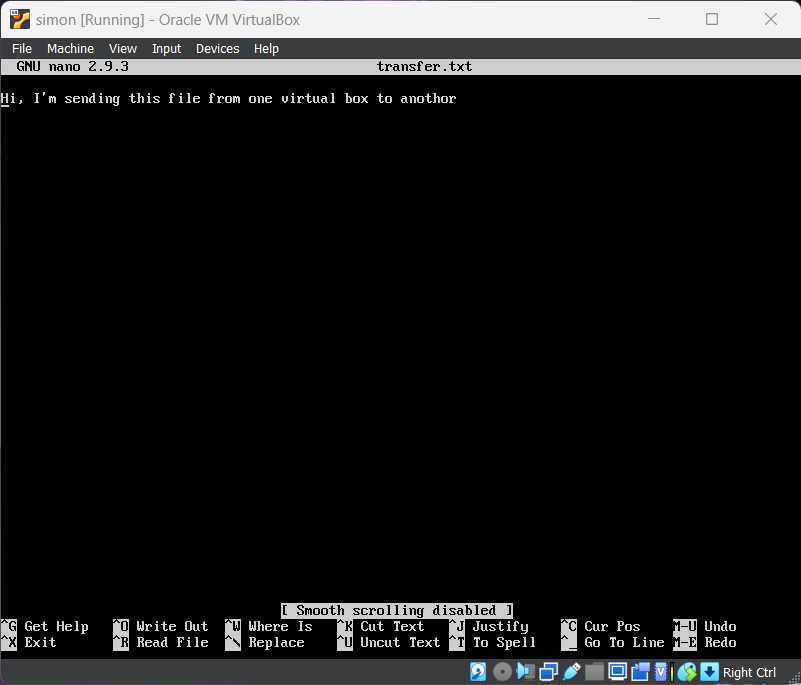 simon [Running] - Oracle VM VirtualBox
File Machine View Input Devices Help
GNU nano 2.9.3 transfer.txt
Hi, I'm sending this file from one virtual box to anothor
[ Smooth scrolling disabled ]
^G Get Help ^O Write Out ^W Where Is ^K Cut Text ^J Justify ^C Cur Pos M-U Undo
^X Exit ^R Read File ^\ Replace ^U Uncut Text ^T To Spell ^_ Go To Line M-E Redo
Right Ctrl